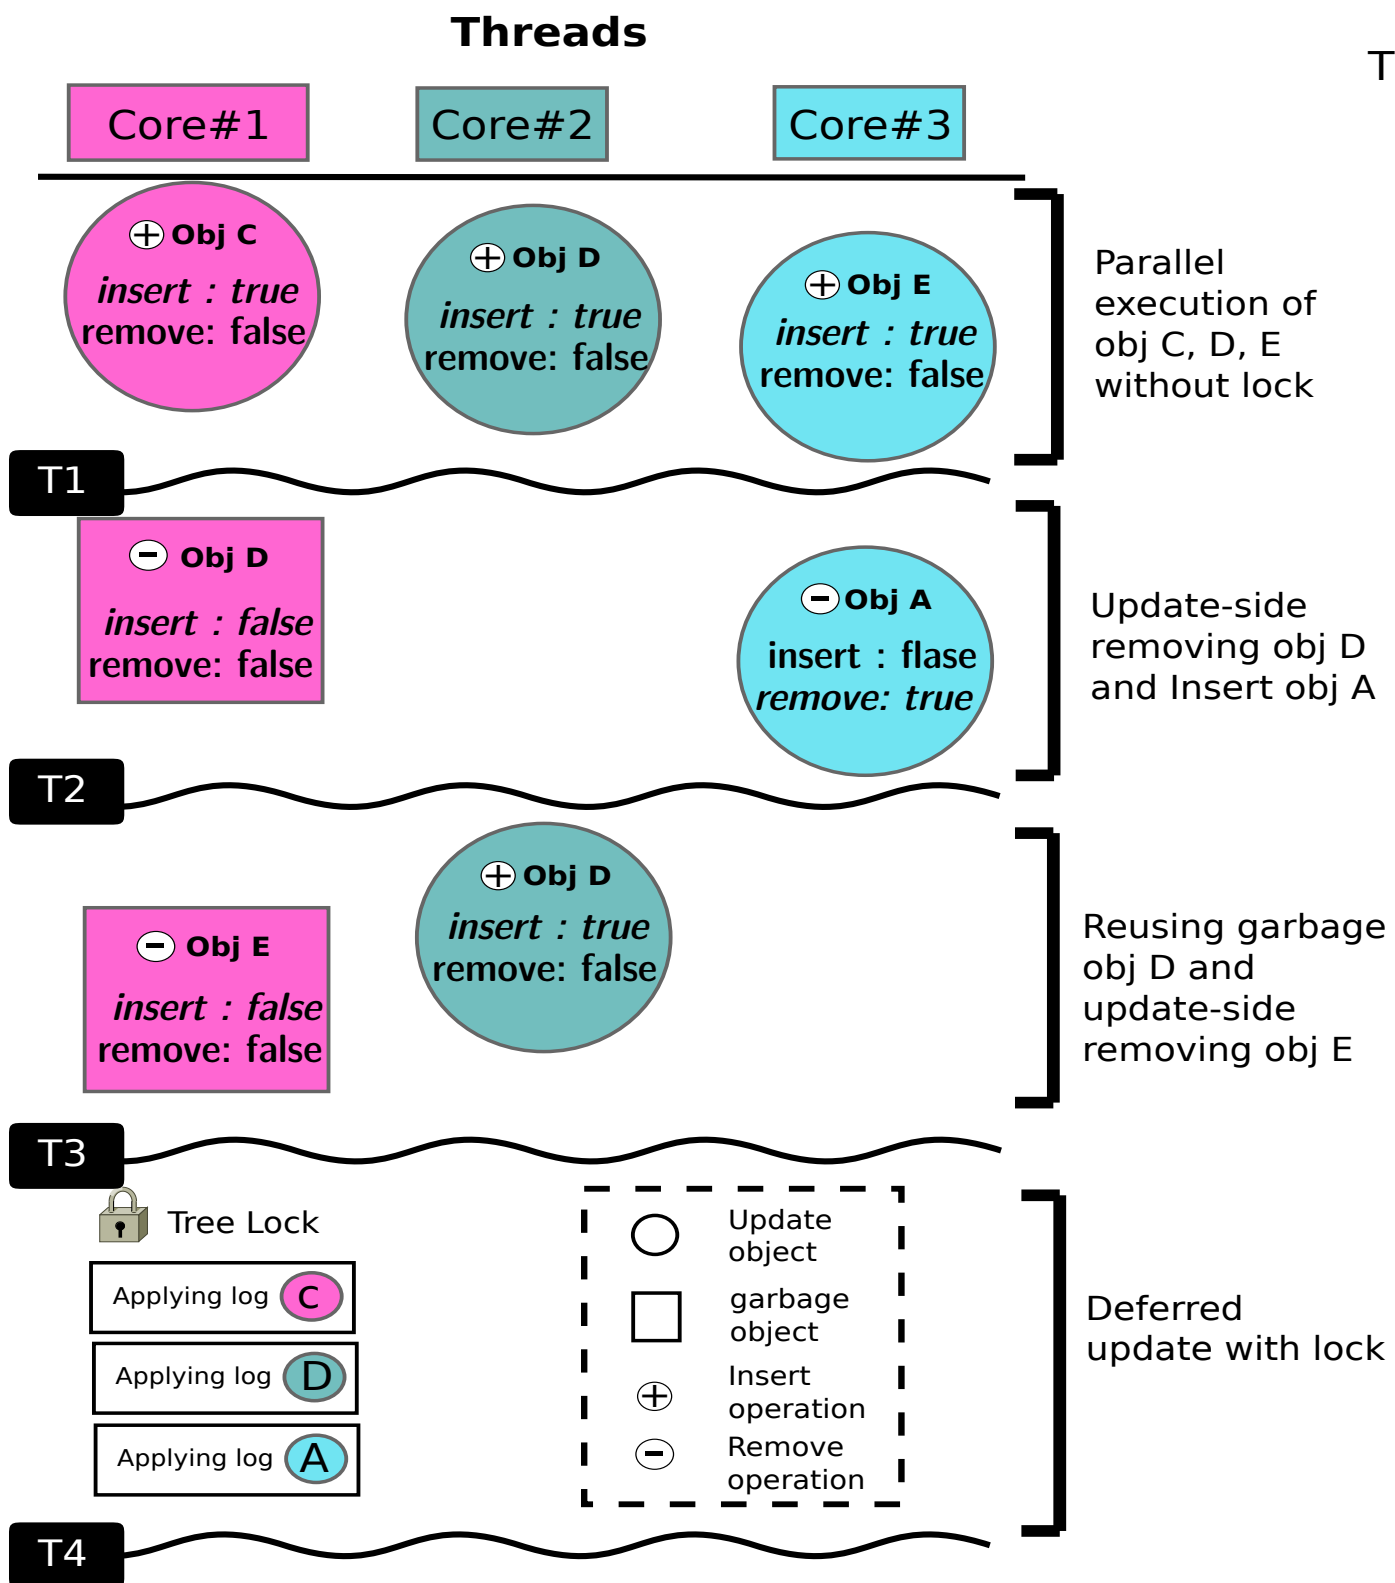 Threads
T
Core#1
Core#2
Core#3
Obj C
insert : true
remove: false
Obj D
insert : true
remove: false
Obj E
insert : true
remove: false
Parallel
execution of
obj C, D, E
without lock
T1
Obj D
insert : false
remove: false
Obj A
insert : flase
remove: true
Update-side
removing obj D
and Insert obj A
T2
Obj E
insert : false
remove: false
Obj D
insert : true
remove: false
Reusing garbage
obj D and
update-side
removing obj E
T3
Tree Lock
Applying log c
Applying log D
Applying log A
Update
object
garbage
object
Insert
operation
Remove
operation
Deferred
update with lock
T4